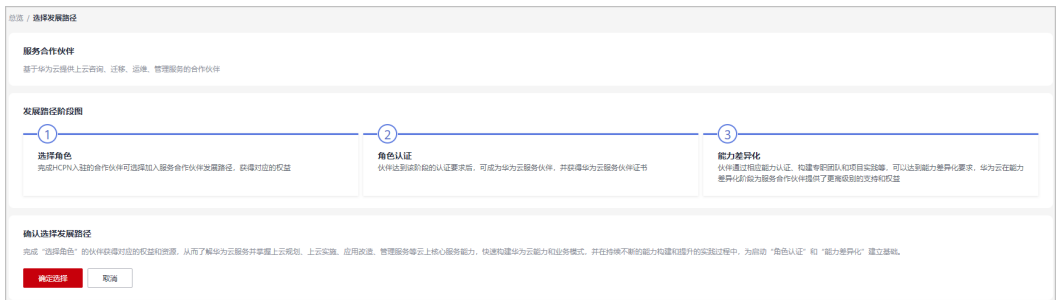 总览 / 选择发展路径
服务合作伙伴
基于华为云提供上云咨询、迁移、运维、管理服务的合作伙伴
发展路径阶段图
1
选择角色
完成HCPN入驻的合作伙伴可选择加入服务合作伙伴发展路径，获得对应的权益
2
角色认证
伙伴达到该阶段的认证要求后，可成为华为云服务伙伴，并获得华为云服务伙伴证书
3
能力差异化
伙伴通过相应能力认证、构建专职团队和项目实践等，可以达到能力差异化要求，华为云在能力
差异化阶段为服务合作伙伴提供了更高级别的支持和权益
确认选择发展路径
完成“选择角色”的伙伴获得对应的权益和资源，从而了解华为云服务并掌握上云规划、上云实施、应用改造、管理服务等云上核心服务能力，快速构建华为云能力和业务模式，并在持续不断的能力构建和提升的实践过程中，为启动“角色认证”和“能力差异化”建立基础。
确定选择 取消